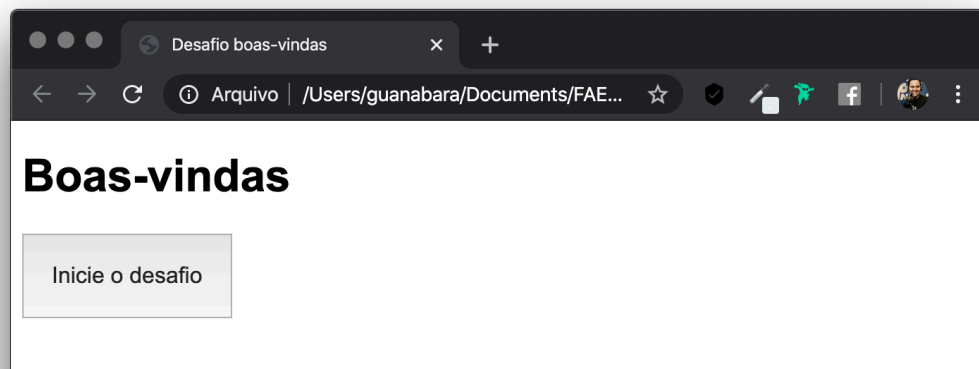 Desafio boas-vindas
Arquivo | /Users/guanabara/Documents/FAE...
Boas-vindas
Inicie o desafio